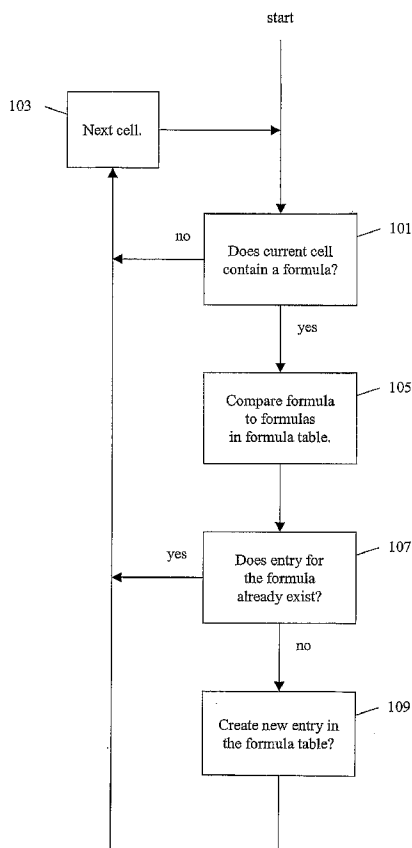 start
103
Next cell.
101
no
Does current cell
contain a formula?
yes
105
Compare formula
to formulas
in formula table.
107
yes
Does entry for
the formula
already exist?
no
109
Create new entry in
the formula table?